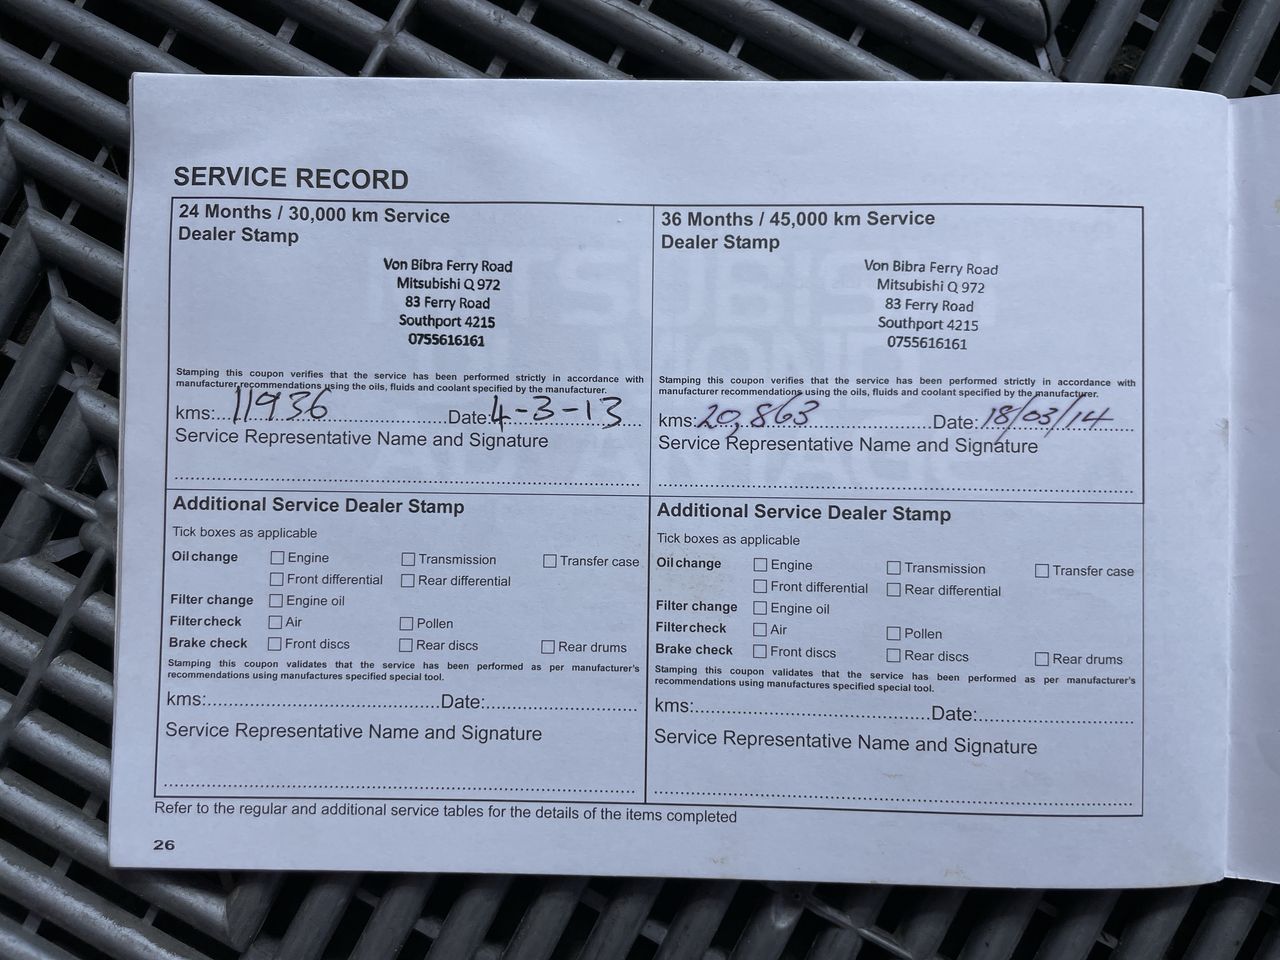 SERVICE RECORD
24 Months / 30,000 km Service
Dealer Stamp
Von Bibra Ferry Road
Mitsubishi Q 972
83 Ferry Road
Southport 4215
0755616161
Stamping this coupon verifies that the service has been performed strictly in accordance with
manufacturer recommendations using the oils, fluids and coolant specified by the manufacturer.
kms: 11936 Date: 4-3-13
Service Representative Name and Signature
36 Months / 45,000 km Service
Dealer Stamp
Von Bibra Ferry Road
Mitsubishi Q 972
83 Ferry Road
Southport 4215
0755616161
Stamping this coupon verifies that the service has been performed strictly in accordance with
manufacturer recommendations using the oils, fluids and coolant specified by the manufacturer.
kms: 20,863 Date: 18/03/14
Service Representative Name and Signature
Additional Service Dealer Stamp
Tick boxes as applicable
Oil change Engine Transmission Transfer case
Front differential Rear differential
Filter change Engine oil
Filter check Air Pollen
Brake check Front discs Rear discs Rear drums
Stamping this coupon validates that the service has been performed as per manufacturer's
recommendations using manufactures specified special tool.
kms: Date:
Service Representative Name and Signature
Additional Service Dealer Stamp
Tick boxes as applicable
Oil change Engine Transmission Transfer case
Front differential Rear differential
Filter change Engine oil
Filter check Air Pollen
Brake check Front discs Rear discs Rear drums
Stamping this coupon validates that the service has been performed as per manufacturer's
recommendations using manufactures specified special tool.
kms: Date:
Service Representative Name and Signature
Refer to the regular and additional service tables for the details of the items completed
26